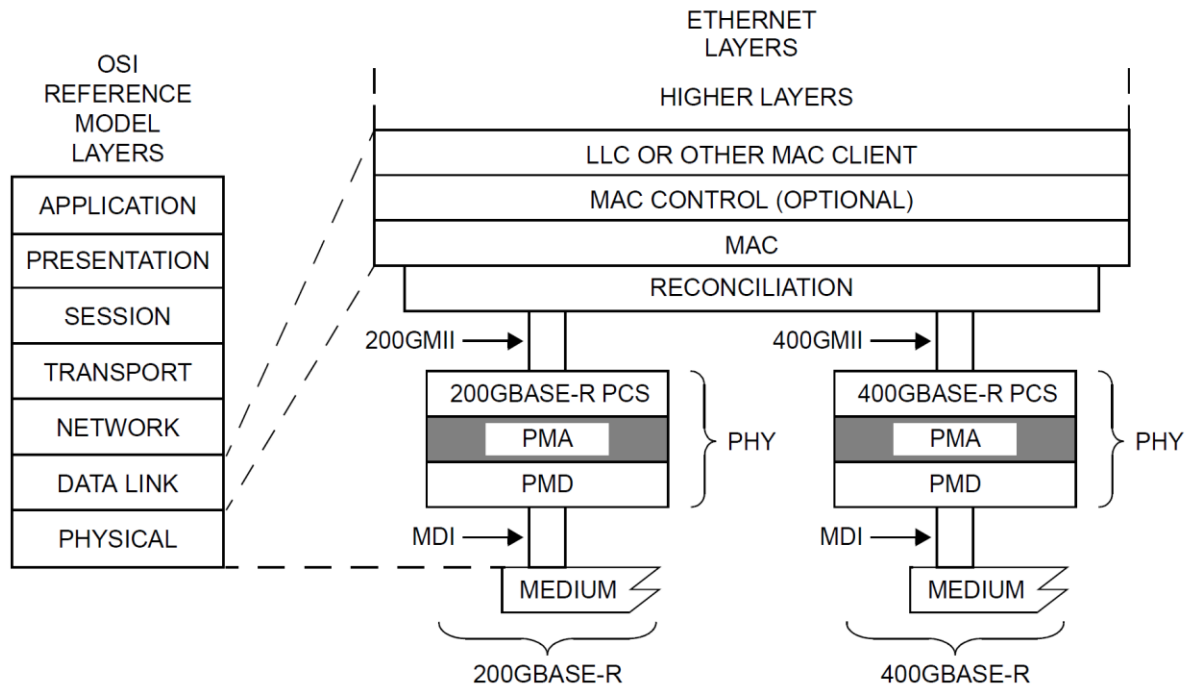 ETHERNET
LAYERS
OSI
REFERENCE
MODEL
LAYERS
HIGHER LAYERS
LLC OR OTHER MAC CLIENT
APPLICATION
MAC CONTROL (OPTIONAL)
PRESENTATION
MAC
RECONCILIATION
SESSION
200GMII
400GMII
TRANSPORT
200GBASE-R PCS
400GBASE-R PCS
NETWORK
PMA
PHY
PMA
PHY
DATA LINK
PMD
PMD
PHYSICAL
MDI
MDI
MEDIUM
MEDIUM
200GBASE-R
400GBASE-R